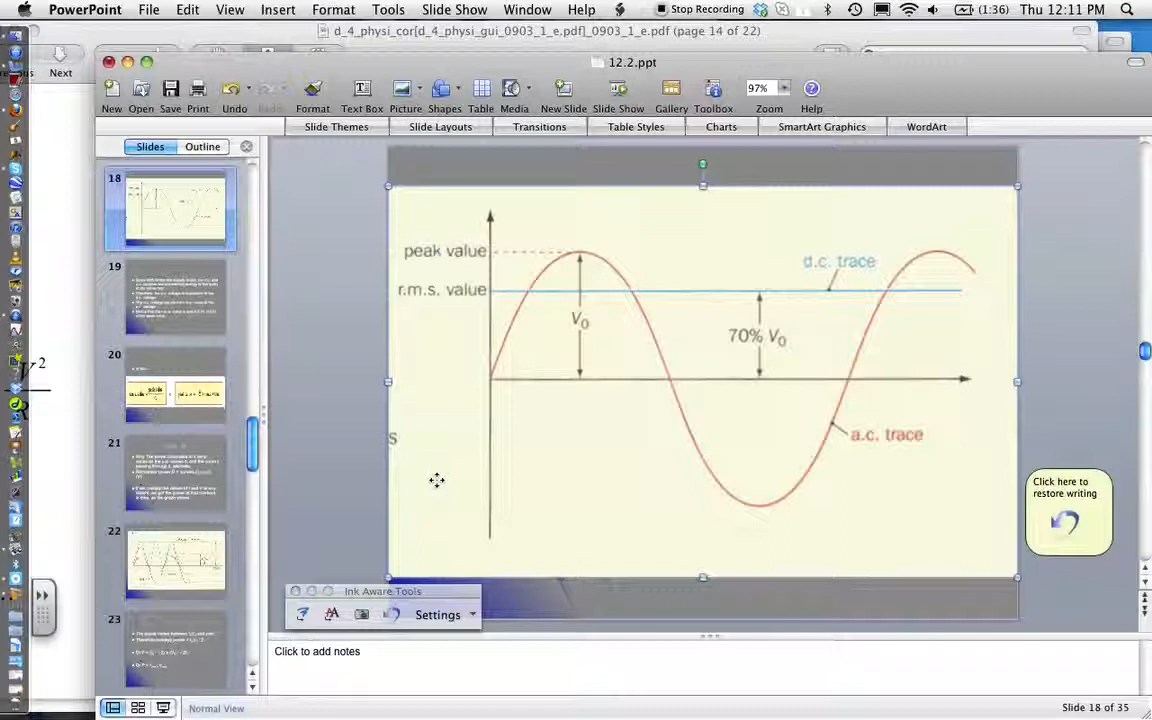 PowerPoint File Edit View Insert Format Tools Slide Show Window Help Stop Recording (1:36) Thu 12:11 PM
d_4_physi_cor[d_4_physi_gui_0903_1_e.pdf]_0903_1_e.pdf (page 14 of 22)
Next
12.2.ppt
New Open Save Print Undo Redo Format Text Box Picture Shapes Table Media New Slide Slide Show Gallery Toolbox Zoom Help
97%
Slide Themes Slide Layouts Transitions Table Styles Charts SmartArt Graphics WordArt
Slides Outline
18
19
20
21
22
23
V²
peak value
r.m.s. value
V₀
d.c. trace
70% V₀
a.c. trace
s
Click here to
restore writing
Ink Aware Tools
Settings
Click to add notes
Normal View
Slide 18 of 35